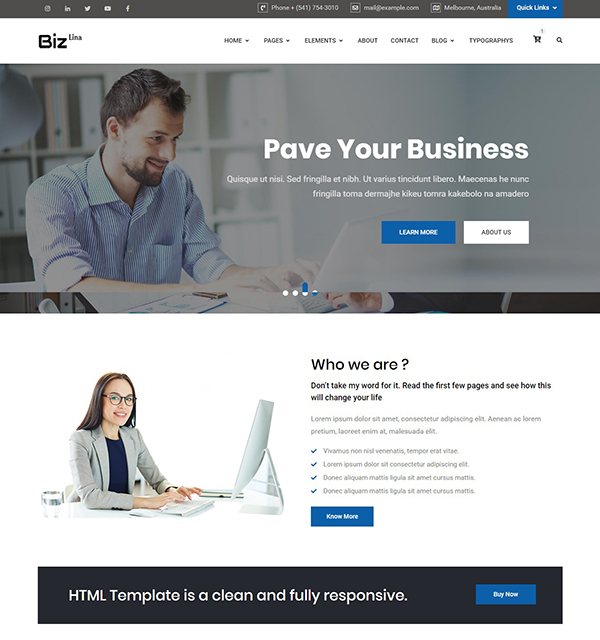 Phone + (541) 754-3010 mail@example.com Melbourne, Australia Quick Links
Biz Lina
HOME PAGES ELEMENTS ABOUT CONTACT BLOG TYPOGRAPHYS 1
Pave Your Business
Quisque ut nisi. Sed fringilla et nibh. Ut varius tincidunt libero. Maecenas he nunc
fringilla toma dermajhe kikeu tomra kakebolo na amadero
LEARN MORE ABOUT US
Who we are ?
Don't take my word for it. Read the first few pages and see how this
will change your life
Lorem ipsum dolor sit amet, consectetur adipiscing elit. Aenean ac lorem
pretium, laoreet enim at, malesuada elit.
Vivamus non nisl venenatis, tempor erat vitae.
Lorem ipsum dolor sit consectetur adipiscing elit.
Donec aliquam mattis ligula sit amet cursus mattis.
Donec aliquam mattis ligula sit amet cursus mattis.
Know More
HTML Template is a clean and fully responsive.
Buy Now